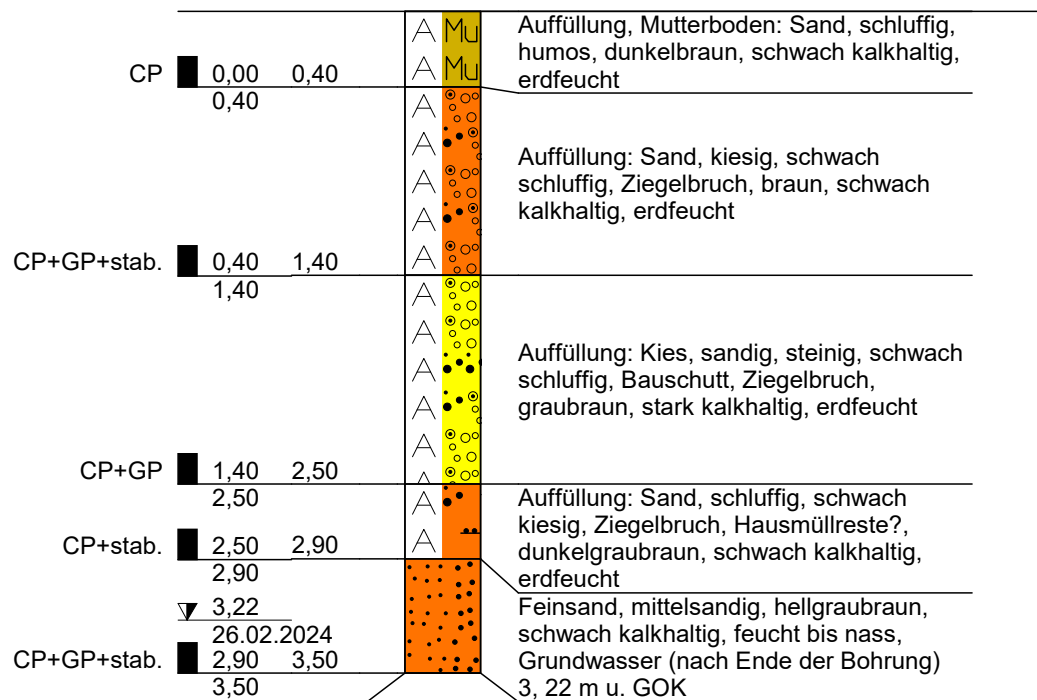 A Mu
Auffüllung, Mutterboden: Sand, schluffig,
humos, dunkelbraun, schwach kalkhaltig,
erdfeucht
CP 0,00 0,40
A Mu
0,40
A
A
A
A
A
Auffüllung: Sand, kiesig, schwach
schluffig, Ziegelbruch, braun, schwach
kalkhaltig, erdfeucht
CP+GP+stab. 0,40 1,40
1,40
A
A
A
A
A
A
Auffüllung: Kies, sandig, steinig, schwach
schluffig, Bauschutt, Ziegelbruch,
graubraun, stark kalkhaltig, erdfeucht
CP+GP 1,40 2,50
2,50
A
A
Auffüllung: Sand, schluffig, schwach
kiesig, Ziegelbruch, Hausmüllreste?,
dunkelgraubraun, schwach kalkhaltig,
erdfeucht
CP+stab. 2,50 2,90
2,90
3,22
26.02.2024
Feinsand, mittelsandig, hellgraubraun,
schwach kalkhaltig, feucht bis nass,
Grundwasser (nach Ende der Bohrung)
3, 22 m u. GOK
CP+GP+stab. 2,90 3,50
3,50